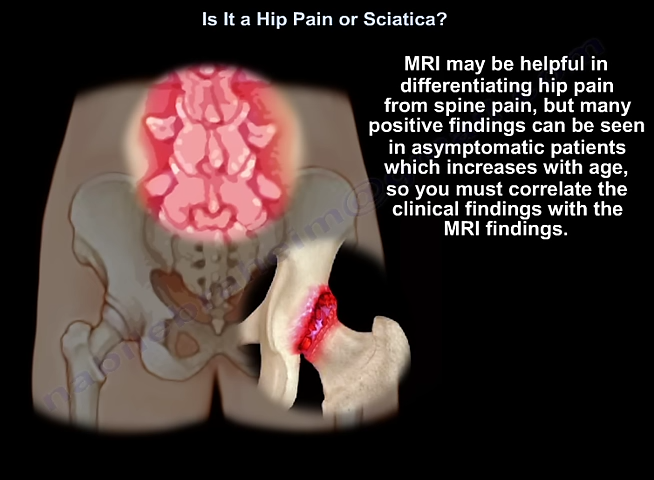 Is It a Hip Pain or Sciatica?
MRI may be helpful in
differentiating hip pain
from spine pain, but many
positive findings can be seen
in asymptomatic patients
which increases with age,
so you must correlate the
clinical findings with the
MRI findings.